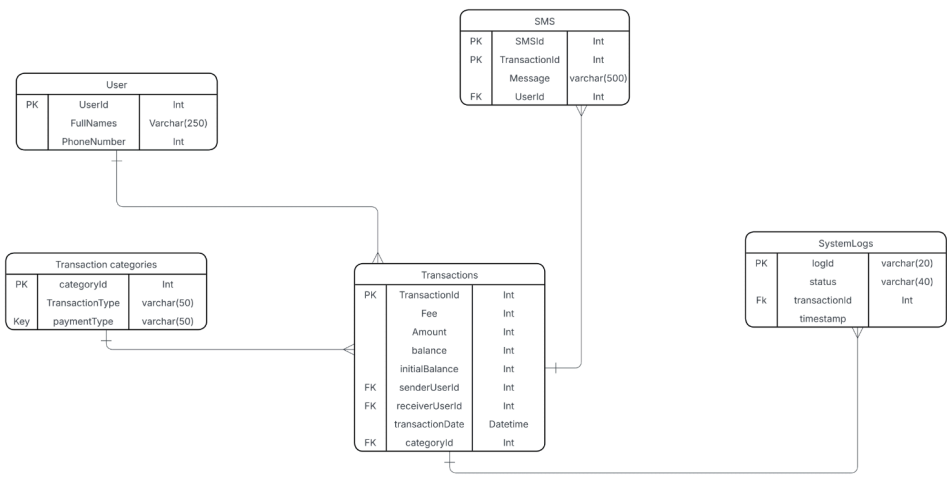 SMS
PK SMSId Int
PK TransactionId Int
Message varchar(500)
FK UserId Int
User
PK UserId Int
FullNames Varchar(250)
PhoneNumber Int
Transaction categories
PK categoryId Int
TransactionType varchar(50)
Key paymentType varchar(50)
Transactions
PK TransactionId Int
Fee Int
Amount Int
balance Int
initialBalance Int
FK senderUserId Int
FK receiverUserId Int
transactionDate Datetime
FK categoryId Int
SystemLogs
PK logId varchar(20)
status varchar(40)
Fk transactionId Int
timestamp